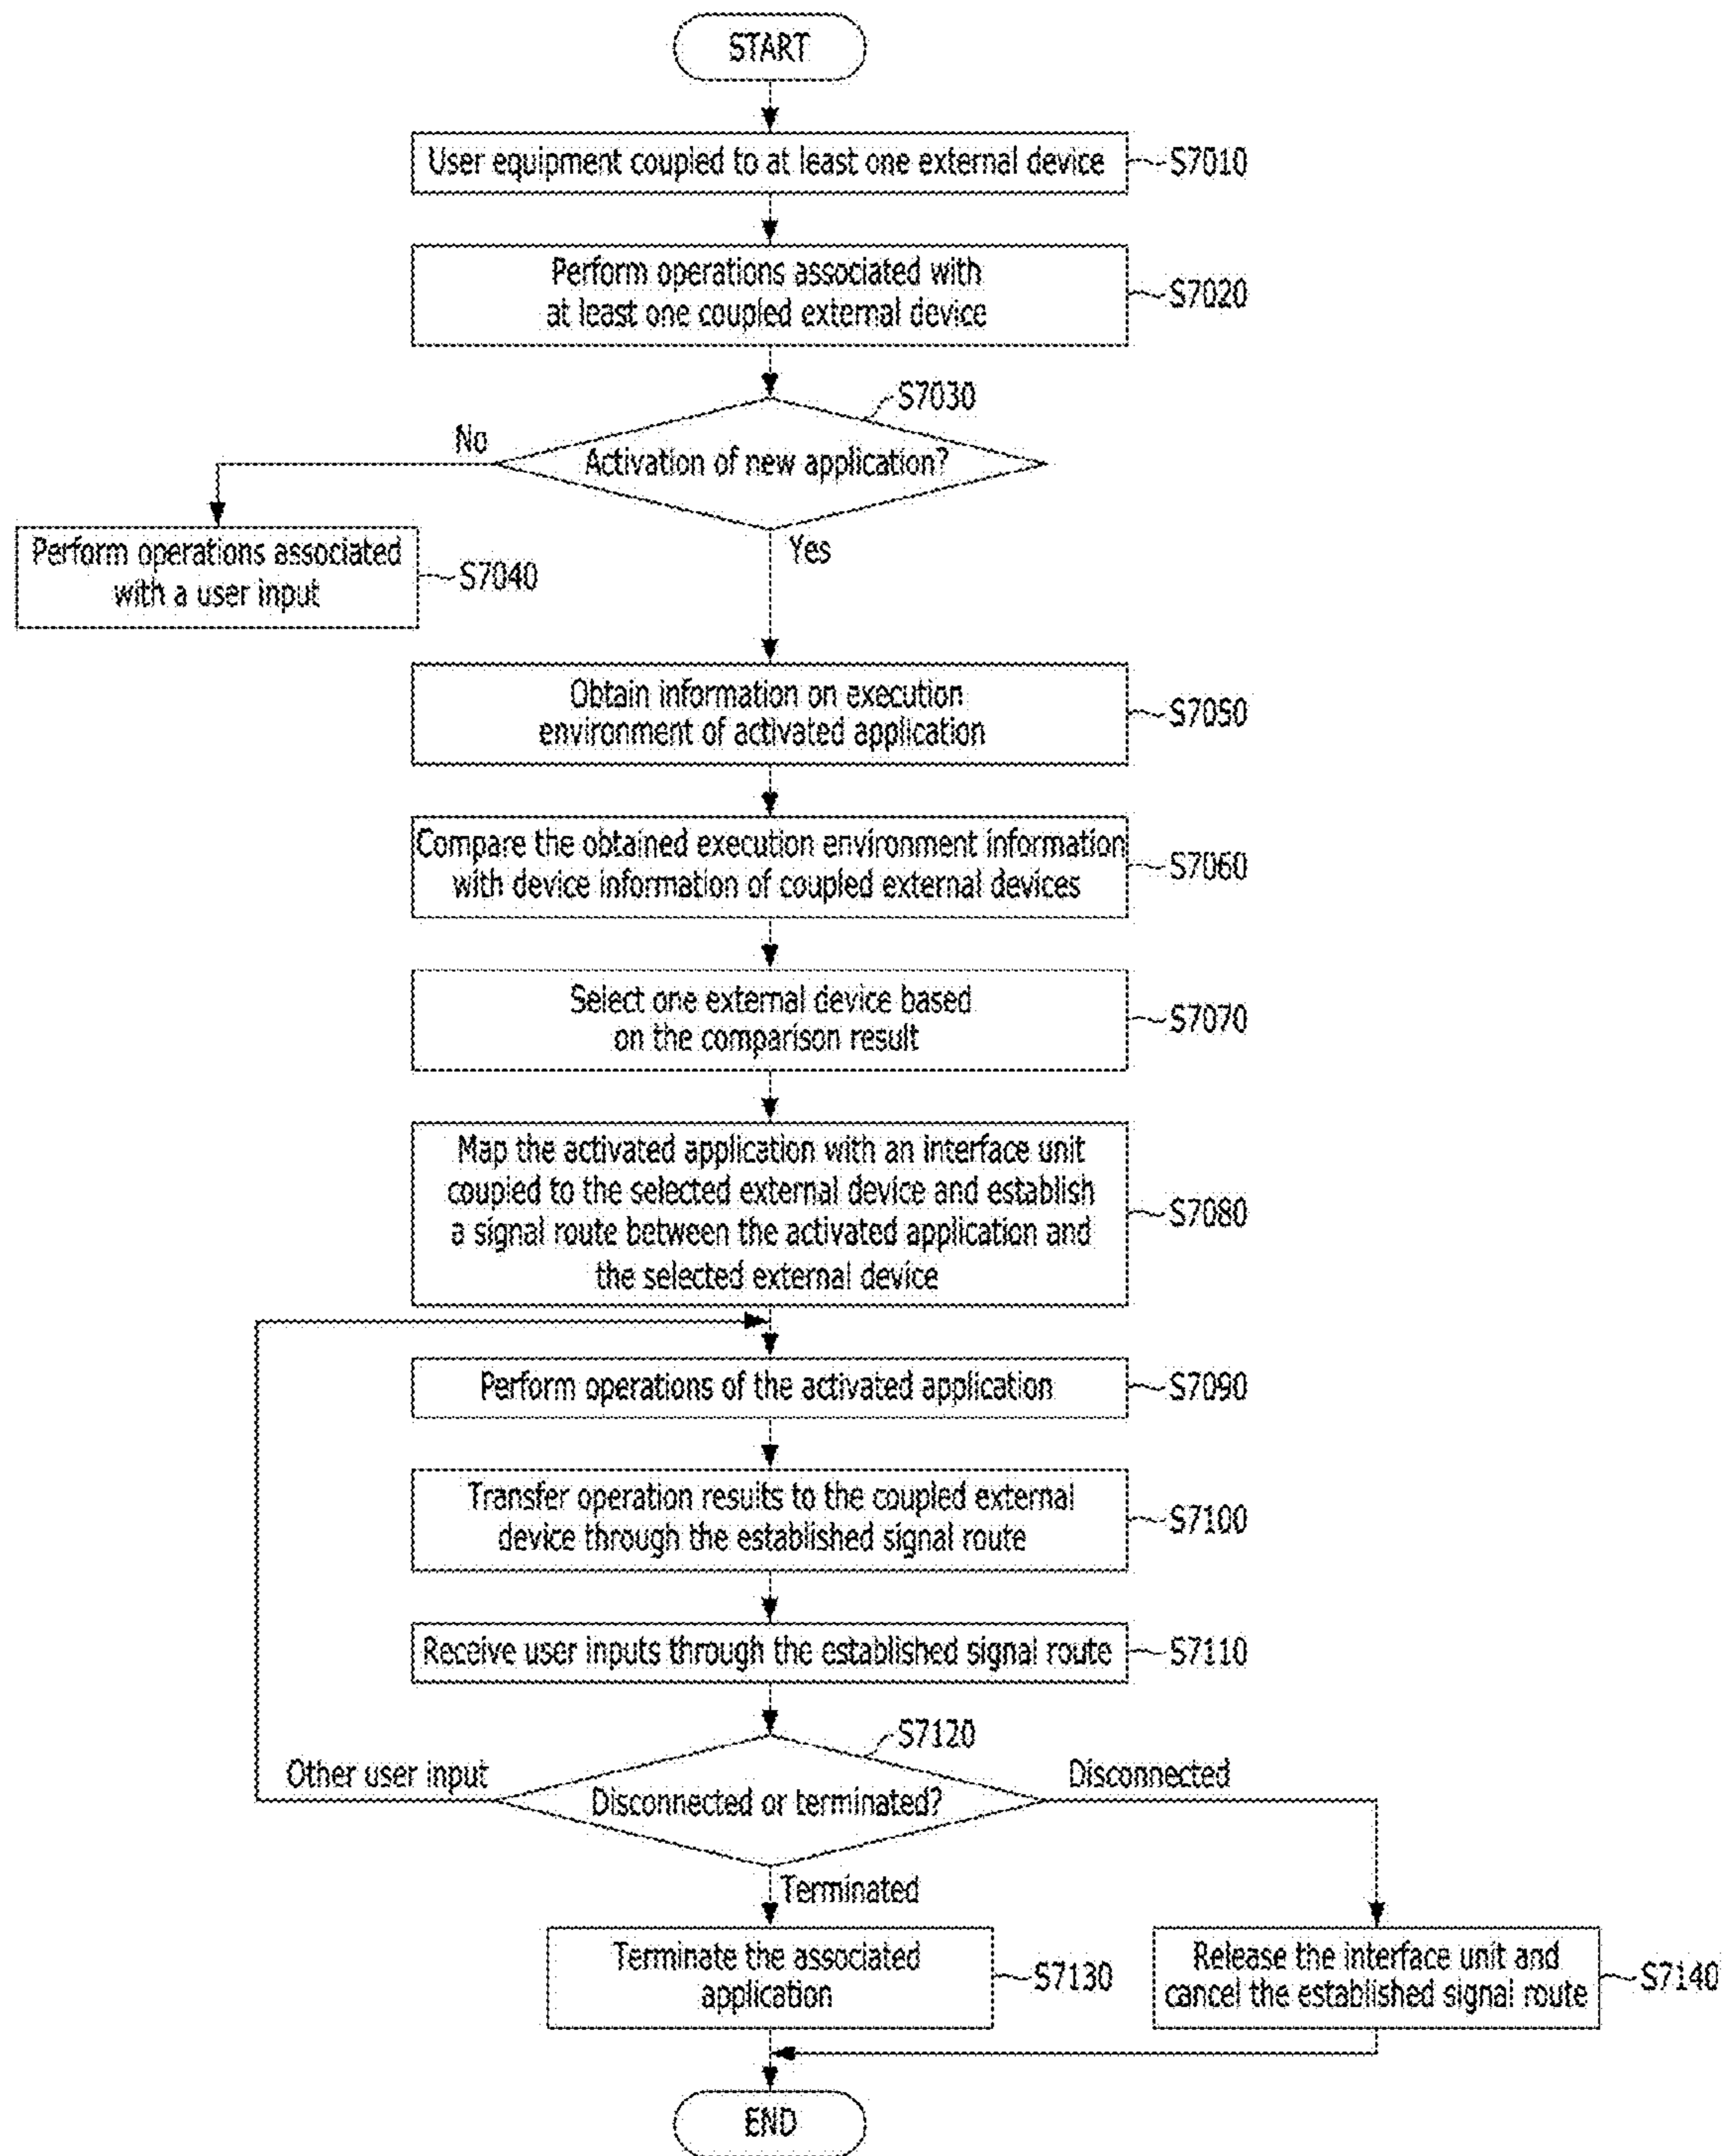 START
User equipment coupled to at least one external device
S7010
Perform operations associated with
at least one coupled external device
S7020
S7030
Activation of new application?
No
Yes
Perform operations associated
with a user input
S7040
Obtain information on execution
environment of activated application
S7050
Compare the obtained execution environment information
with device information of coupled external devices
S7060
Select one external device based
on the comparison result
S7070
Map the activated application with an interface unit
coupled to the selected external device and establish
a signal route between the activated application and
the selected external device
S7080
Perform operations of the activated application
S7090
Transfer operation results to the coupled external
device through the established signal route
S7100
Receive user inputs through the established signal route
S7110
S7120
Other user input
Disconnected or terminated?
Disconnected
Terminated
Terminate the associated
application
S7130
Release the interface unit and
cancel the established signal route
S7140
END